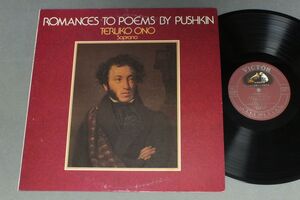 ROMANCES TO POEMS BY PUSHKIN
TERUKO ONO
Soprano
VICTOR